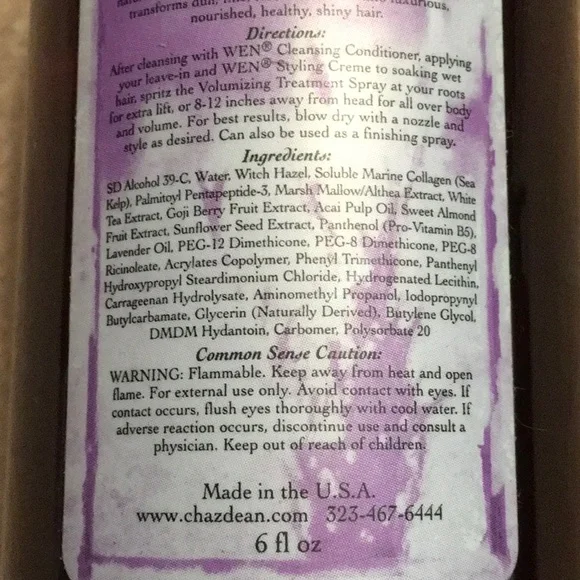 transforms dull,
nourished, healthy, shiny hair.
Directions:
After cleansing with WEN® Cleansing Conditioner, applying
your leave-in and WEN® Styling Creme to soaking wet
hair, spritz the Volumizing Treatment Spray at your roots
for extra lift, or 8-12 inches away from head for all over body
and volume. For best results, blow dry with a nozzle and
style as desired. Can also be used as a finishing spray.
Ingredients:
SD Alcohol 39-C, Water, Witch Hazel, Soluble Marine Collagen (Sea
Kelp), Palmitoyl Pentapeptide-3, Marsh Mallow/Althea Extract, White
Tea Extract, Goji Berry Fruit Extract, Acai Pulp Oil, Sweet Almond
Fruit Extract, Sunflower Seed Extract, Panthenol (Pro-Vitamin B5),
Lavender Oil, PEG-12 Dimethicone, PEG-8 Dimethicone, PEG-8
Ricinoleate, Acrylates Copolymer, Phenyl Trimethicone, Panthenyl
Hydroxypropyl Steardimonium Chloride, Hydrogenated Lecithin,
Carrageenan Hydrolysate, Aminomethyl Propanol, Iodopropynyl
Butylcarbamate, Glycerin (Naturally Derived), Butylene Glycol,
DMDM Hydantoin, Carbomer, Polysorbate 20
Common Sense Caution:
WARNING: Flammable. Keep away from heat and open
flame. For external use only. Avoid contact with eyes. If
contact occurs, flush eyes thoroughly with cool water. If
adverse reaction occurs, discontinue use and consult a
physician. Keep out of reach of children.
Made in the U.S.A.
www.chazdean.com 323-467-6444
6 fl oz